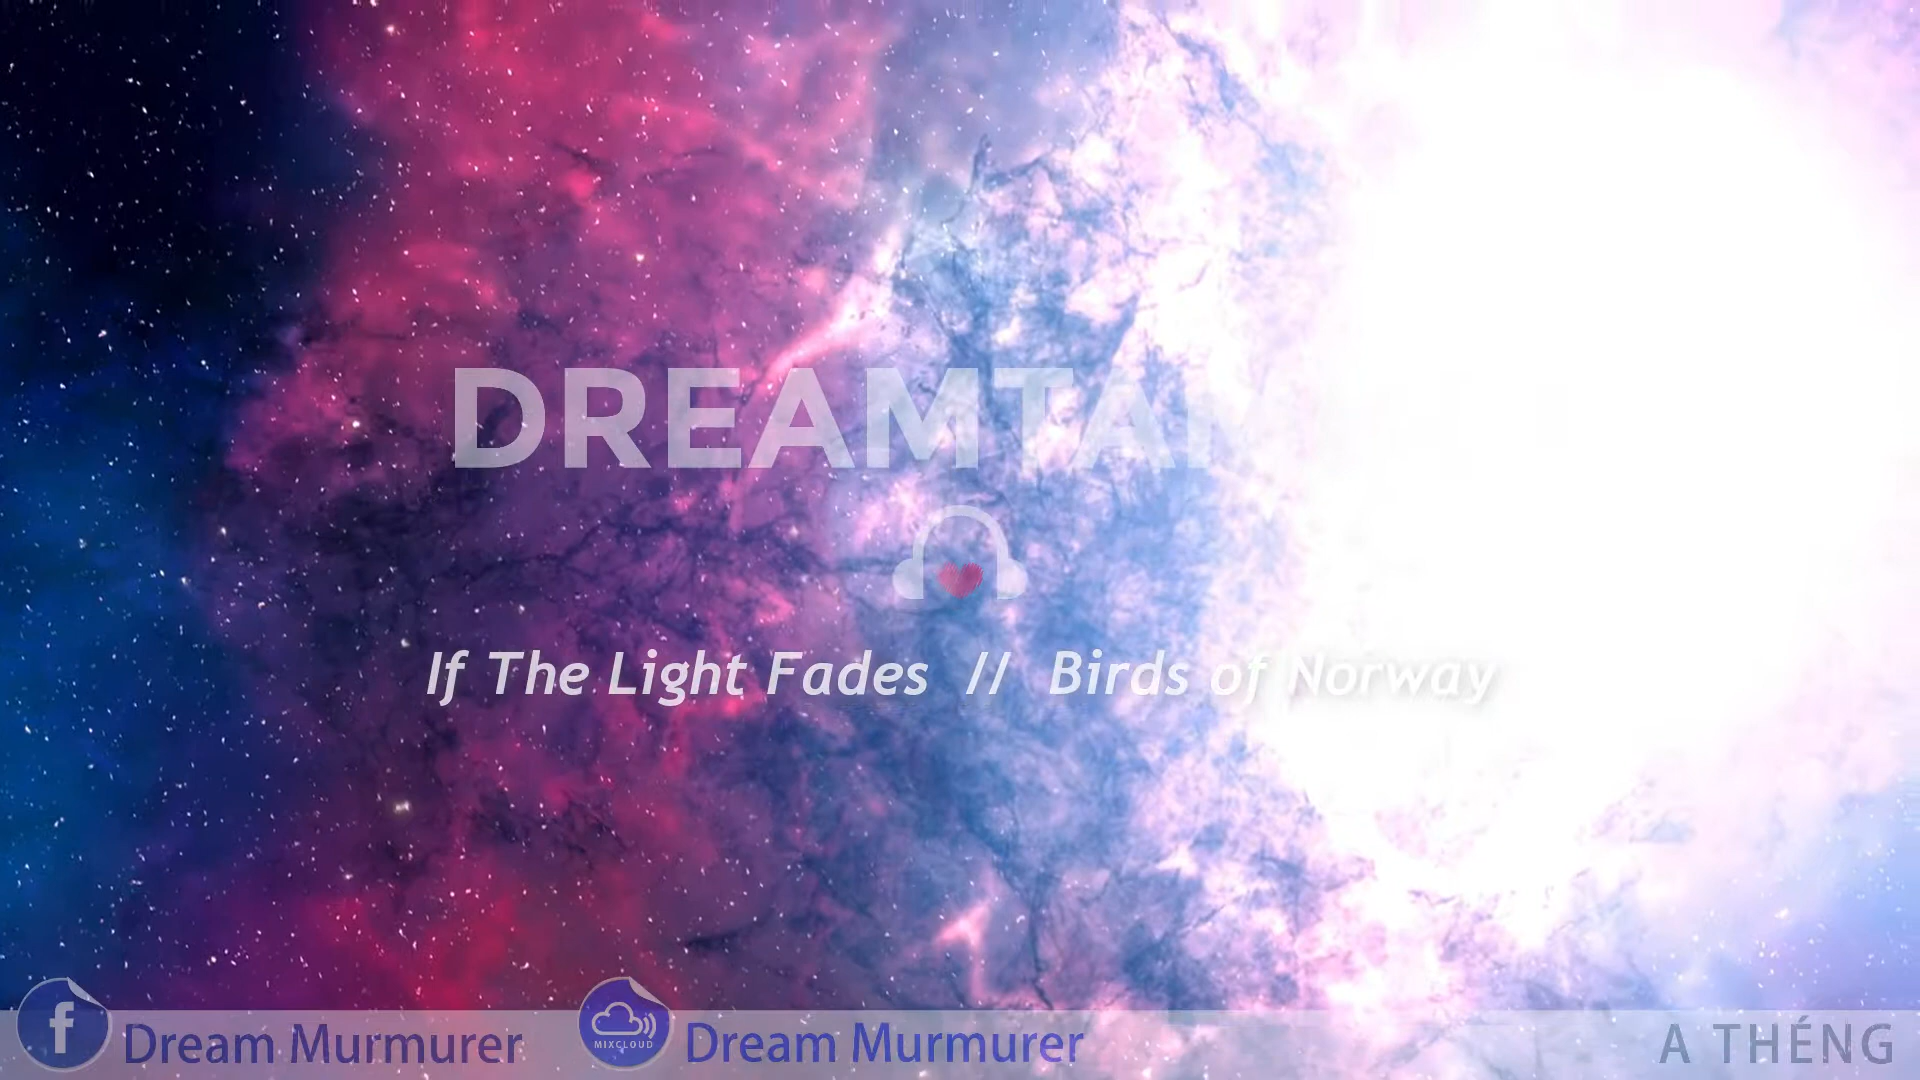 DREAMTA
If The Light Fades // Birds of Norway
f Dream Murmurer
MIXCLOUD Dream Murmurer
A THÉNG